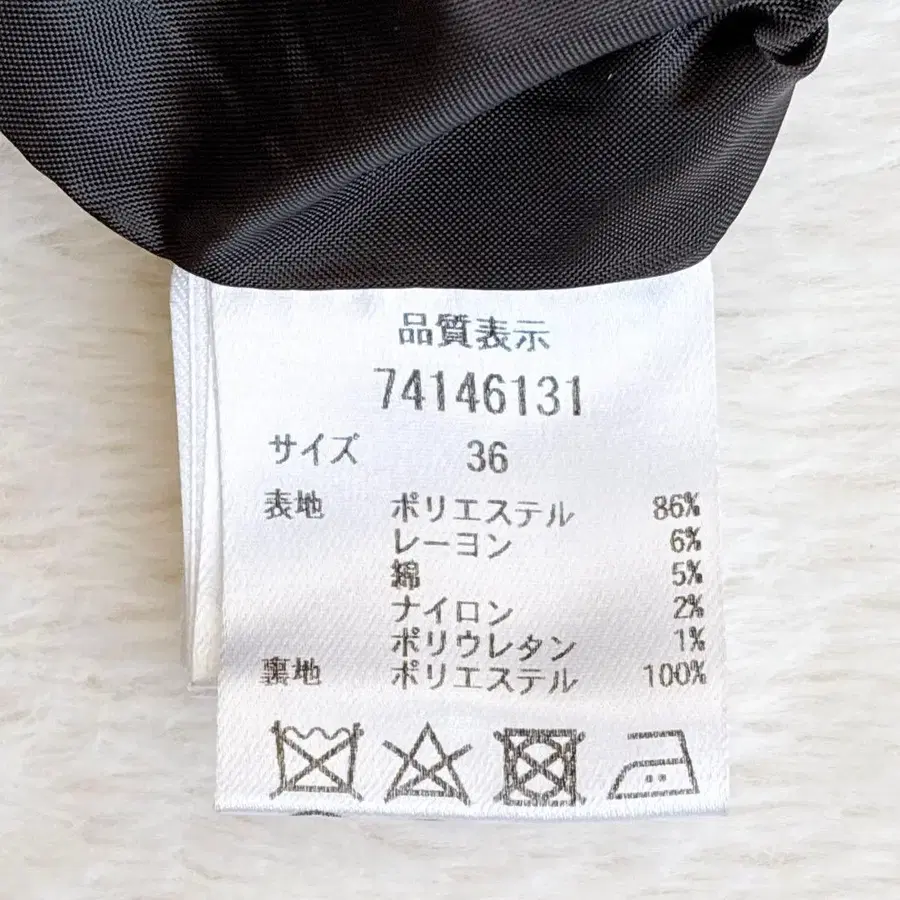 品質表示
74146131
サイズ 36
表地 ポリエステル 86%
レーヨン 6%
綿 5%
ナイロン 2%
ポリウレタン 1%
裏地 ポリエステル 100%